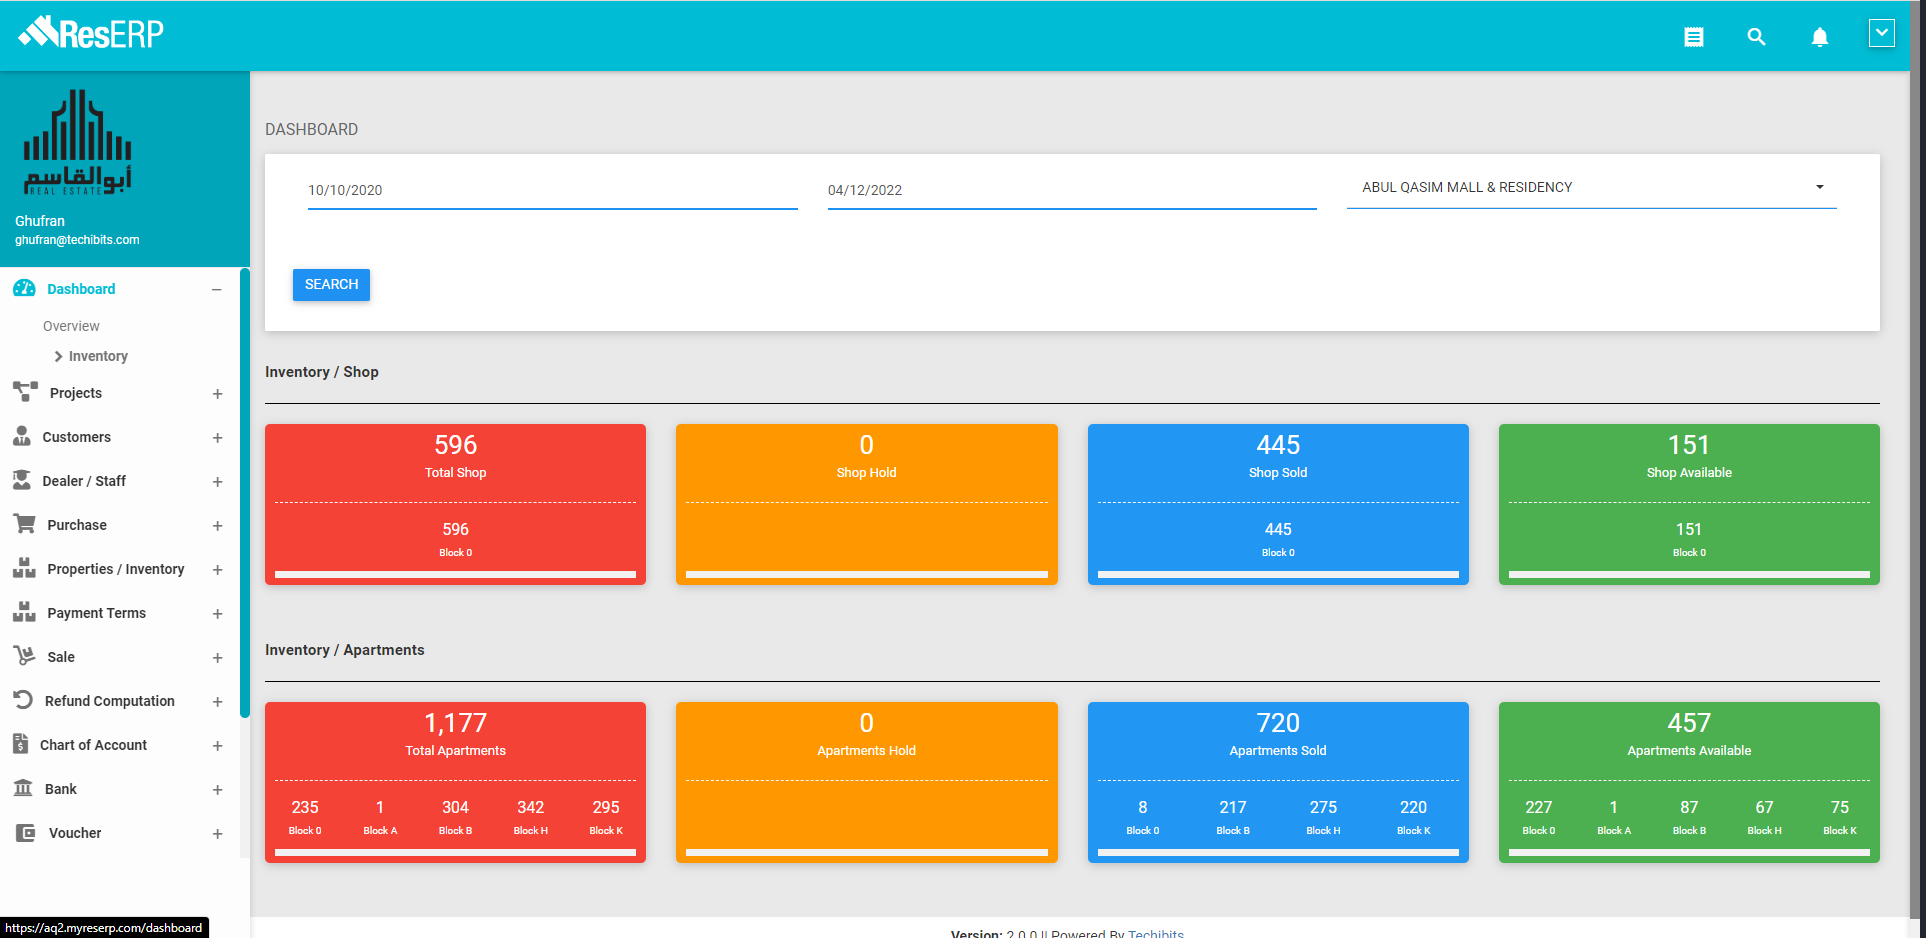 ResERP
أبوالقاسم
REAL ESTATE
Ghufran
ghufran@techibits.com
Dashboard
Overview
Inventory
Projects
Customers
Dealer / Staff
Purchase
Properties / Inventory
Payment Terms
Sale
Refund Computation
Chart of Account
Bank
Voucher
https://aq2.myreserp.com/dashboard
DASHBOARD
10/10/2020 04/12/2022 ABUL QASIM MALL & RESIDENCY
SEARCH
Inventory / Shop
596
Total Shop
596
Block 0
0
Shop Hold
445
Shop Sold
445
Block 0
151
Shop Available
151
Block 0
Inventory / Apartments
1,177
Total Apartments
235 1 304 342 295
Block 0 Block A Block B Block H Block K
0
Apartments Hold
720
Apartments Sold
8 217 275 220
Block 0 Block B Block H Block K
457
Apartments Available
227 1 87 67 75
Block 0 Block A Block B Block H Block K
Version: 2.0.0 || Powered By Techibits